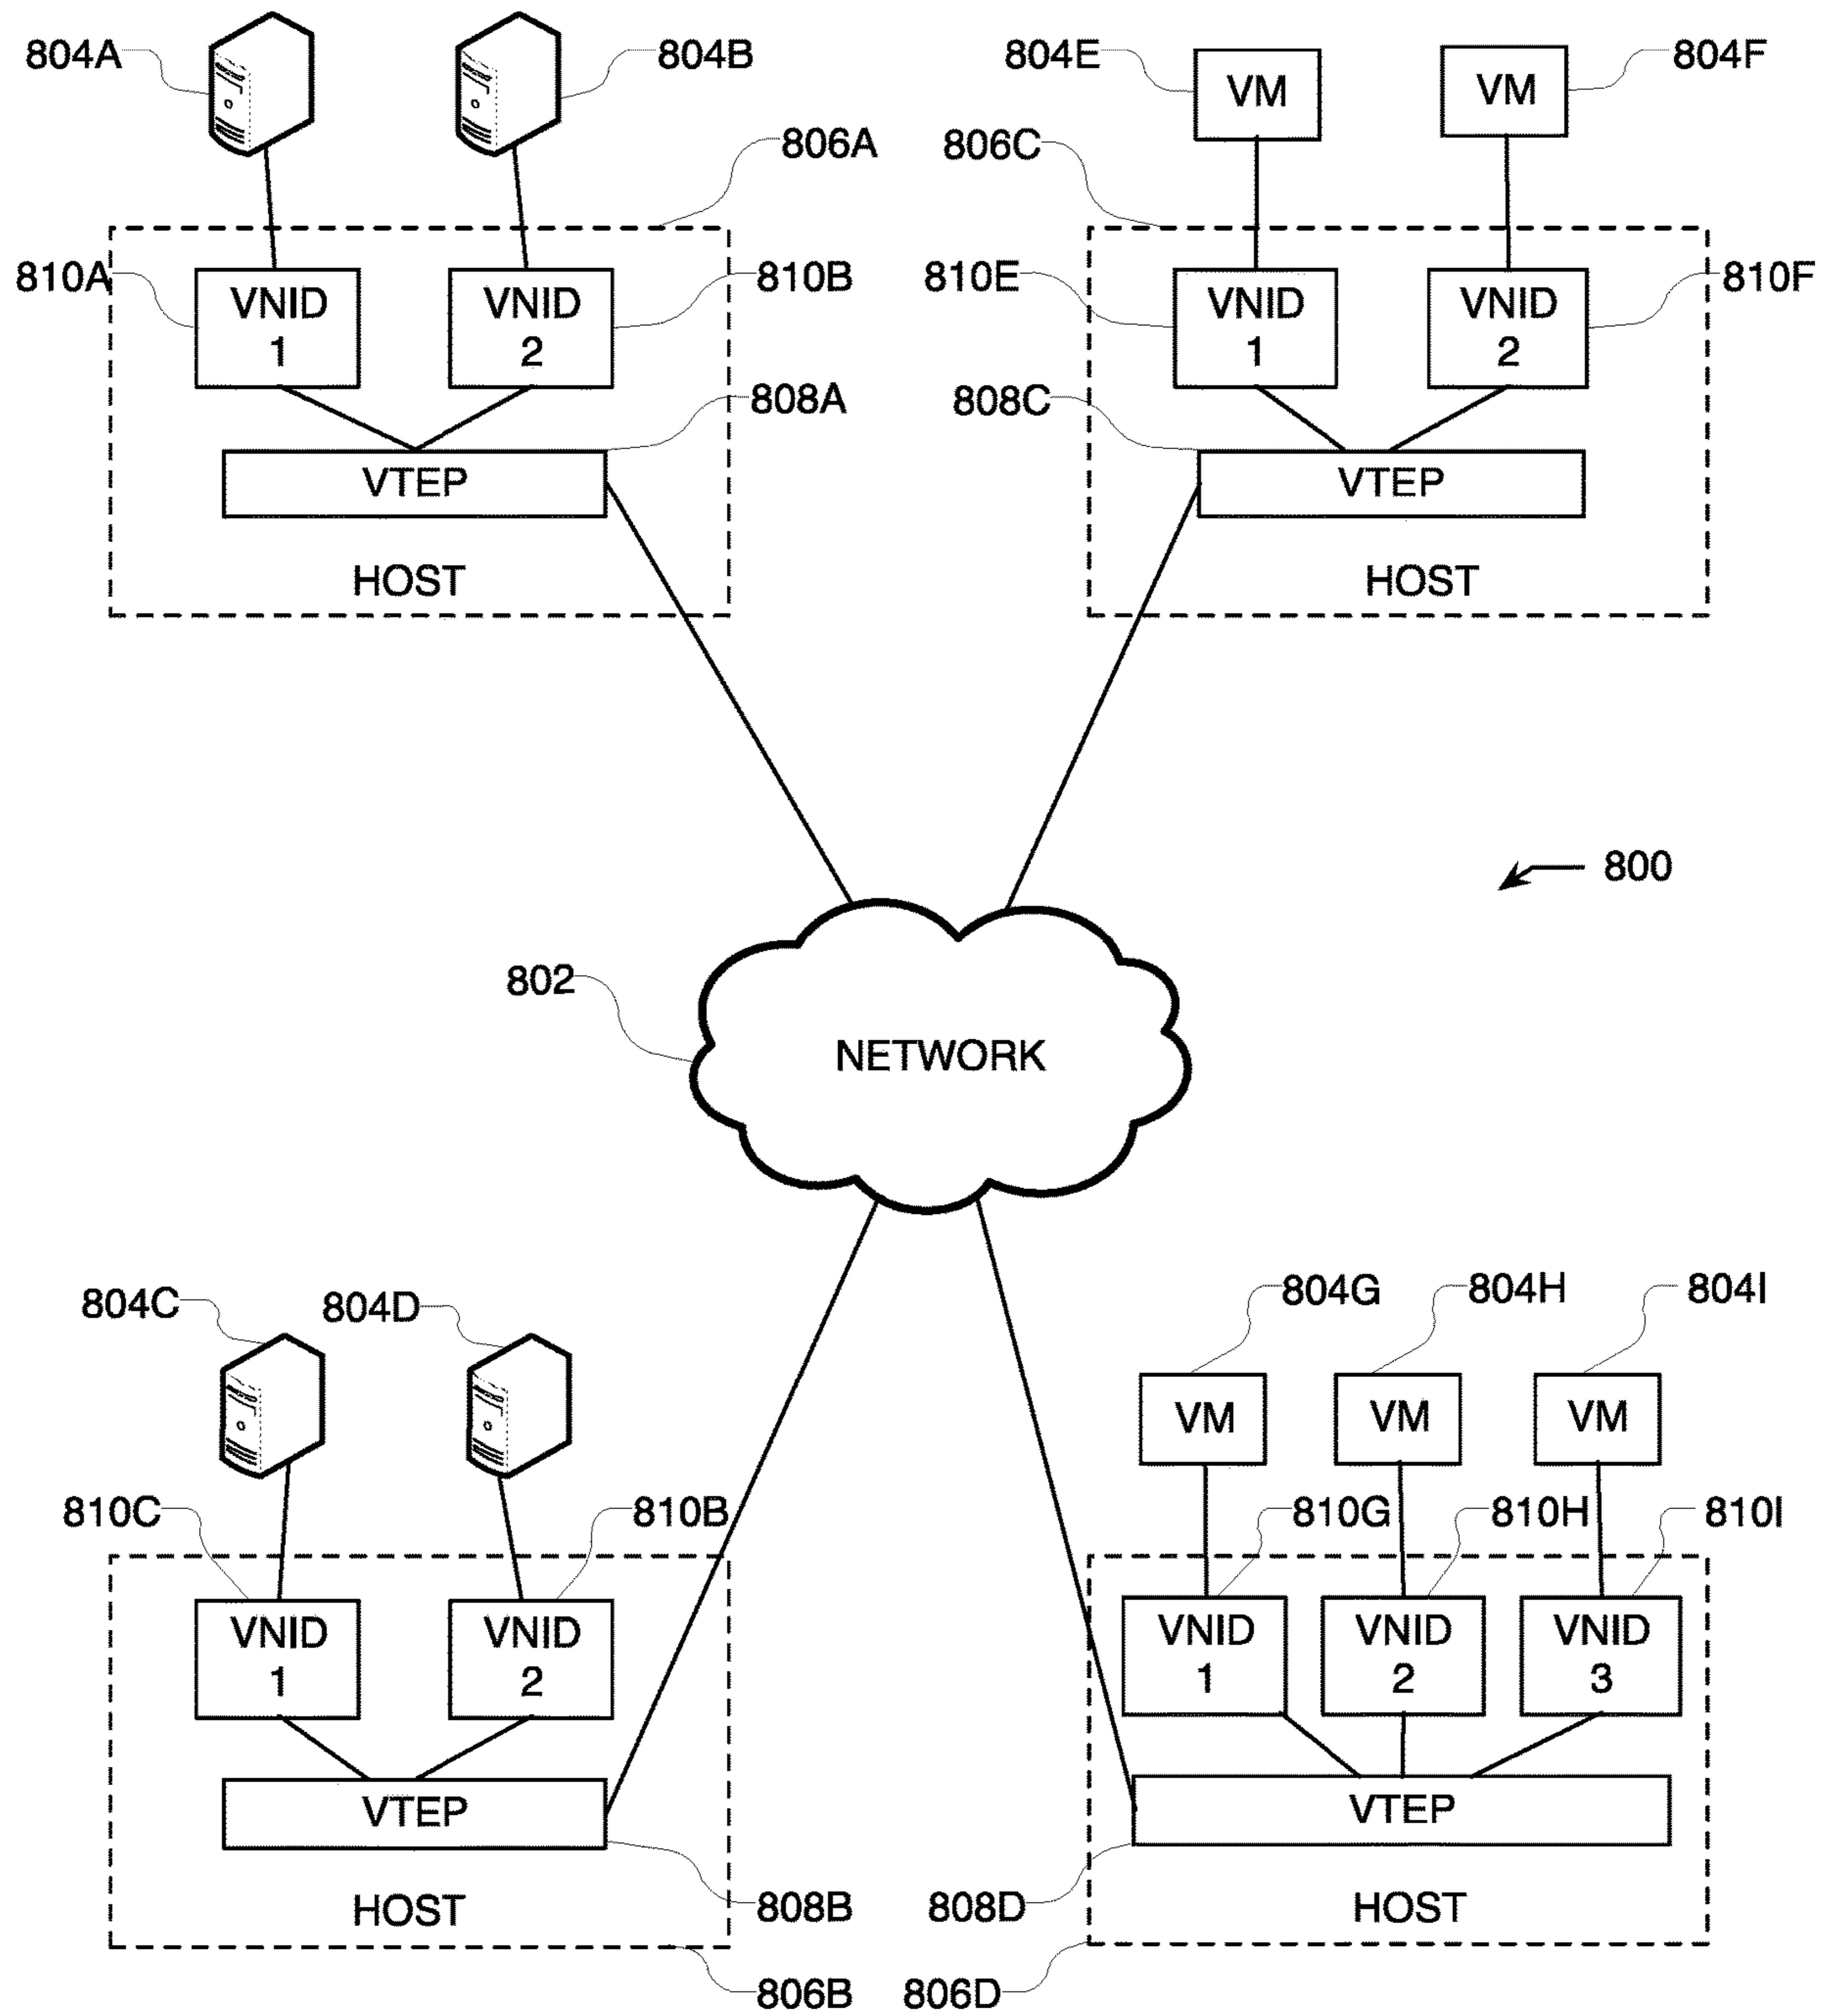 804A
804B
804E
VM
VM
804F
806A
806C
810A
VNID
1
VNID
2
810B
810E
VNID
1
VNID
2
810F
808A
808C
VTEP
VTEP
HOST
HOST
800
802
NETWORK
804C
804D
804G
804H
804I
VM
VM
VM
810C
810B
810G
810H
810I
VNID
1
VNID
2
VNID
1
VNID
2
VNID
3
VTEP
VTEP
HOST
808B
808D
HOST
806B
806D